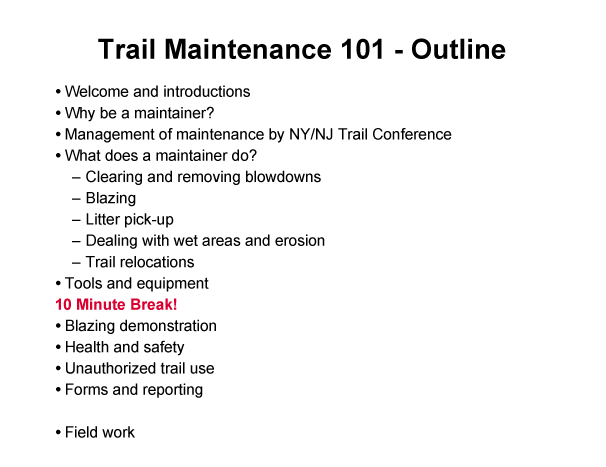 Trail Maintenance 101 - Outline
• Welcome and introductions
• Why be a maintainer?
• Management of maintenance by NY/NJ Trail Conference
• What does a maintainer do?
– Clearing and removing blowdowns
– Blazing
– Litter pick-up
– Dealing with wet areas and erosion
– Trail relocations
• Tools and equipment
10 Minute Break!
• Blazing demonstration
• Health and safety
• Unauthorized trail use
• Forms and reporting
• Field work